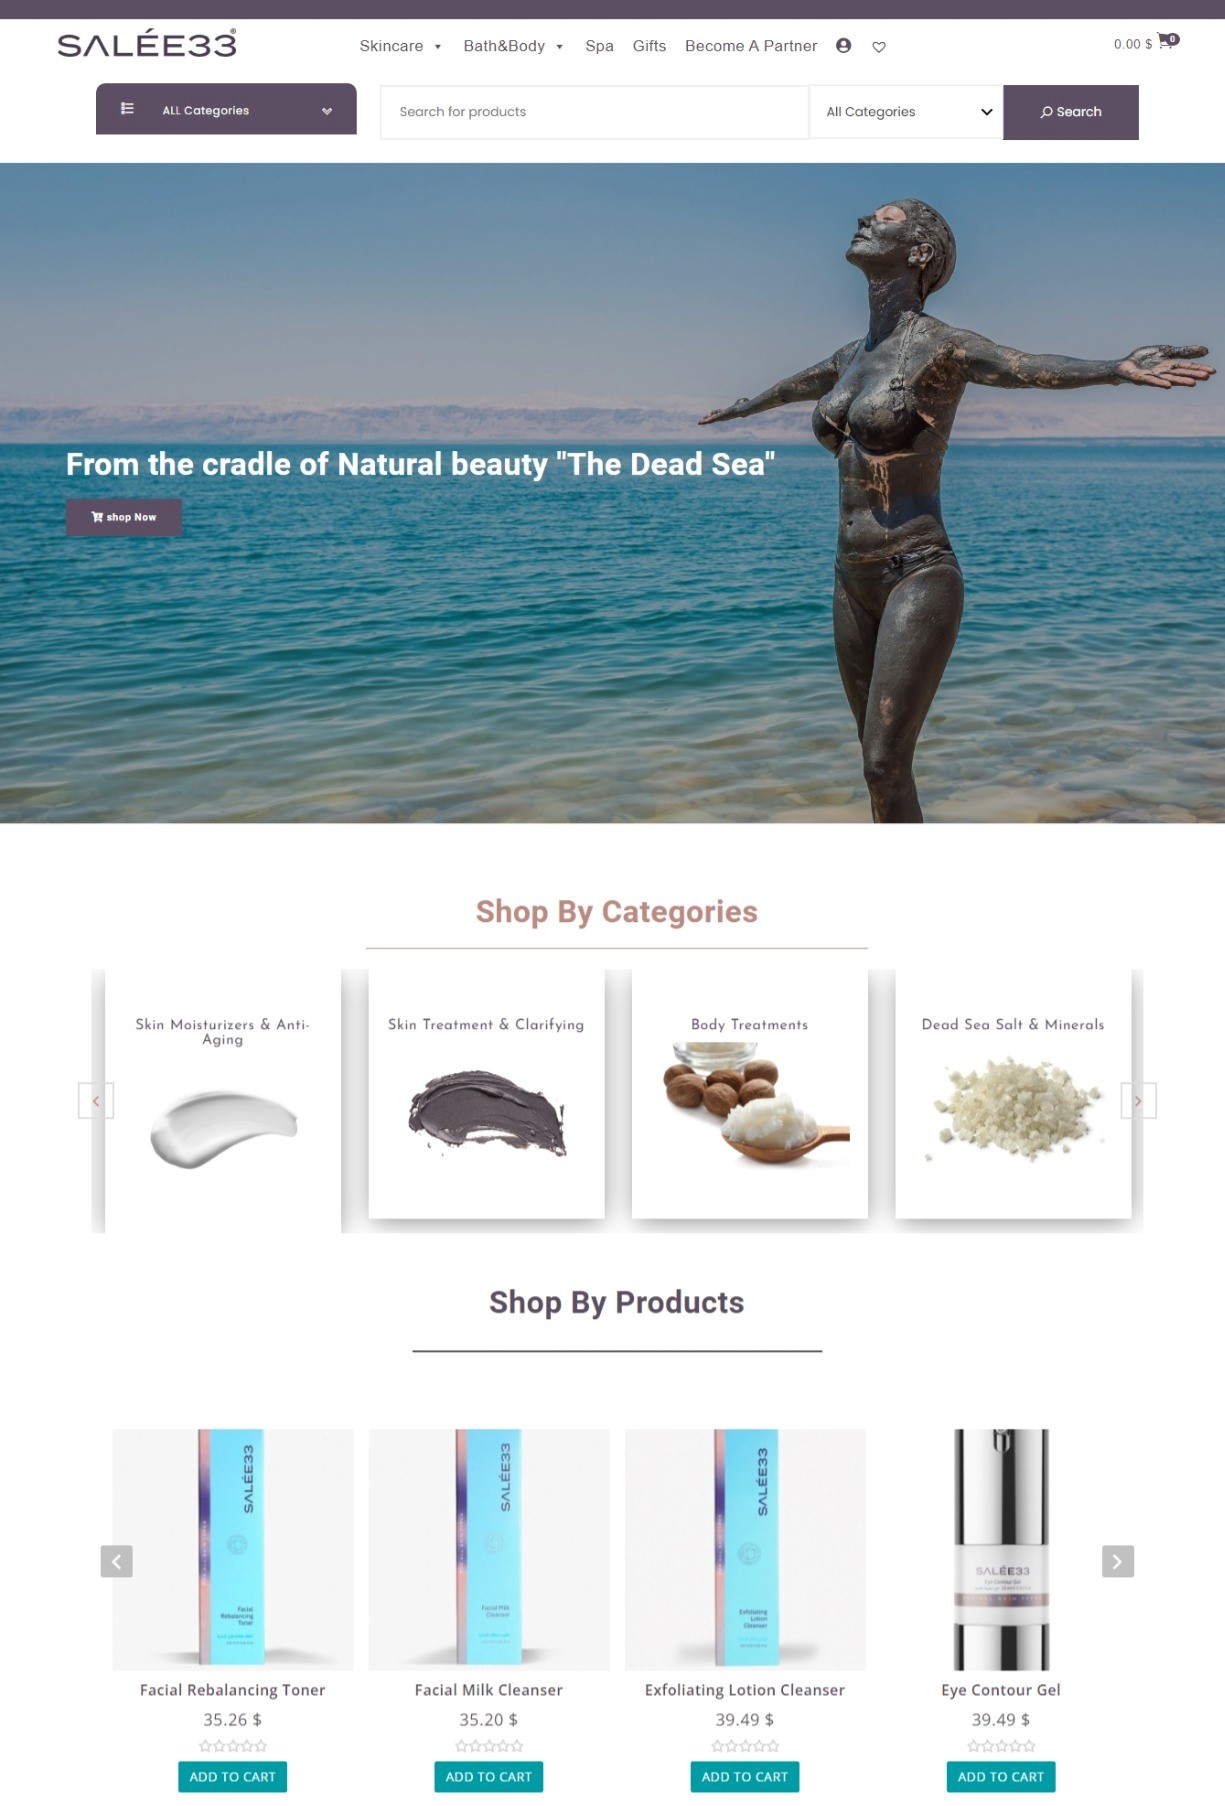 SALÉE33®
Skincare Bath&Body Spa Gifts Become A Partner
0.00 $ 0
ALL Categories
Search for products
All Categories
Search
From the cradle of Natural beauty "The Dead Sea"
shop Now
Shop By Categories
Skin Moisturizers & Anti-
Aging
Skin Treatment & Clarifying
Body Treatments
Dead Sea Salt & Minerals
Shop By Products
SALÉE33
Facial
Rebalancing
Toner
SALÉE33
Facial Milk
Cleanser
SALÉE33
Exfoliating
Lotion
Cleanser
SALÉE33
Eye Contour Gel
Facial Rebalancing Toner
35.26 $
ADD TO CART
Facial Milk Cleanser
35.20 $
ADD TO CART
Exfoliating Lotion Cleanser
39.49 $
ADD TO CART
Eye Contour Gel
39.49 $
ADD TO CART